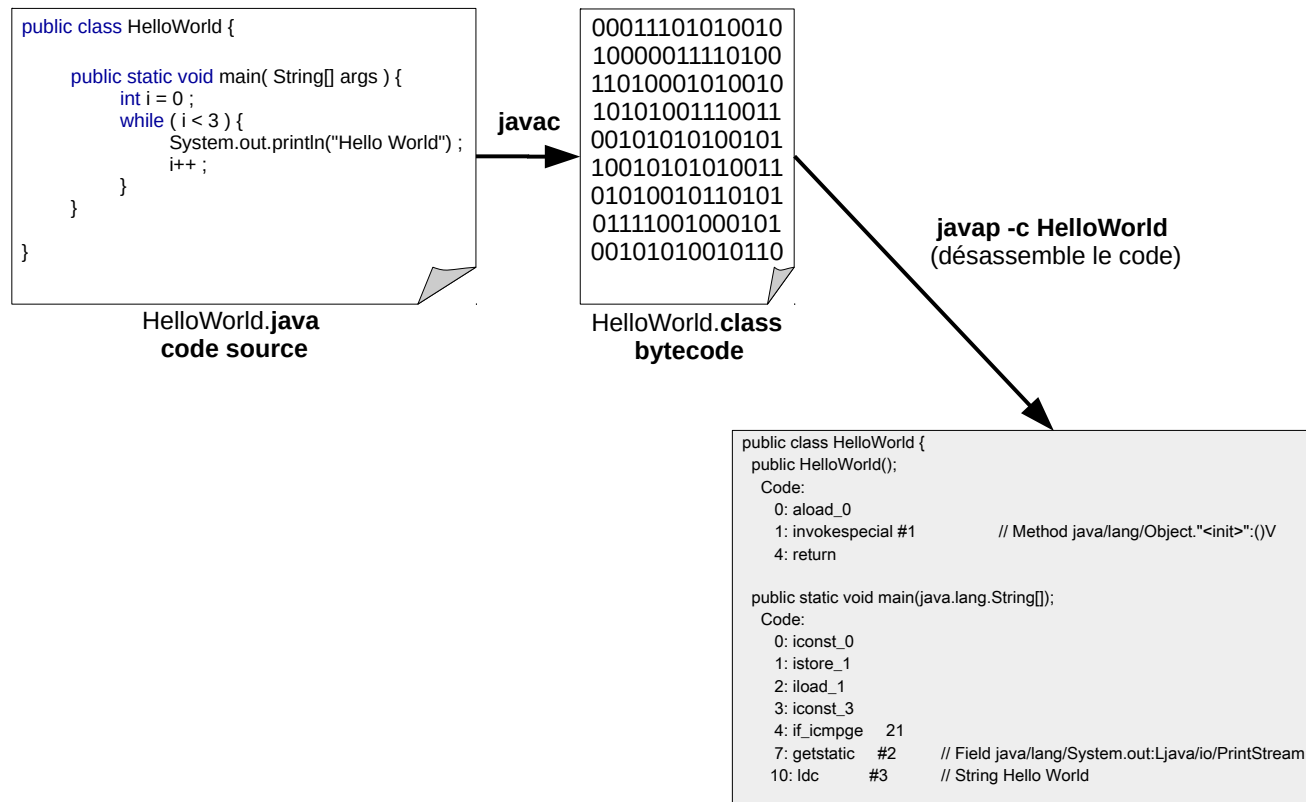 public class HelloWorld {
public static void main( String[] args ) {
int i = 0 ;
while ( i < 3 ) {
System.out.println("Hello World") ;
i++ ;
}
}
}
HelloWorld.java
code source
javac
00011101010010
10000011110100
11010001010010
10101001110011
00101010100101
10010101010011
01010010110101
01111001000101
00101010010110
HelloWorld.class
bytecode
javap -c HelloWorld
(désassemble le code)
public class HelloWorld {
public HelloWorld();
Code:
0: aload_0
1: invokespecial #1 // Method java/lang/Object."<init>":()V
4: return
public static void main(java.lang.String[]);
Code:
0: iconst_0
1: istore_1
2: iload_1
3: iconst_3
4: if_icmpge 21
7: getstatic #2 // Field java/lang/System.out:Ljava/io/PrintStream
10: ldc #3 // String Hello World